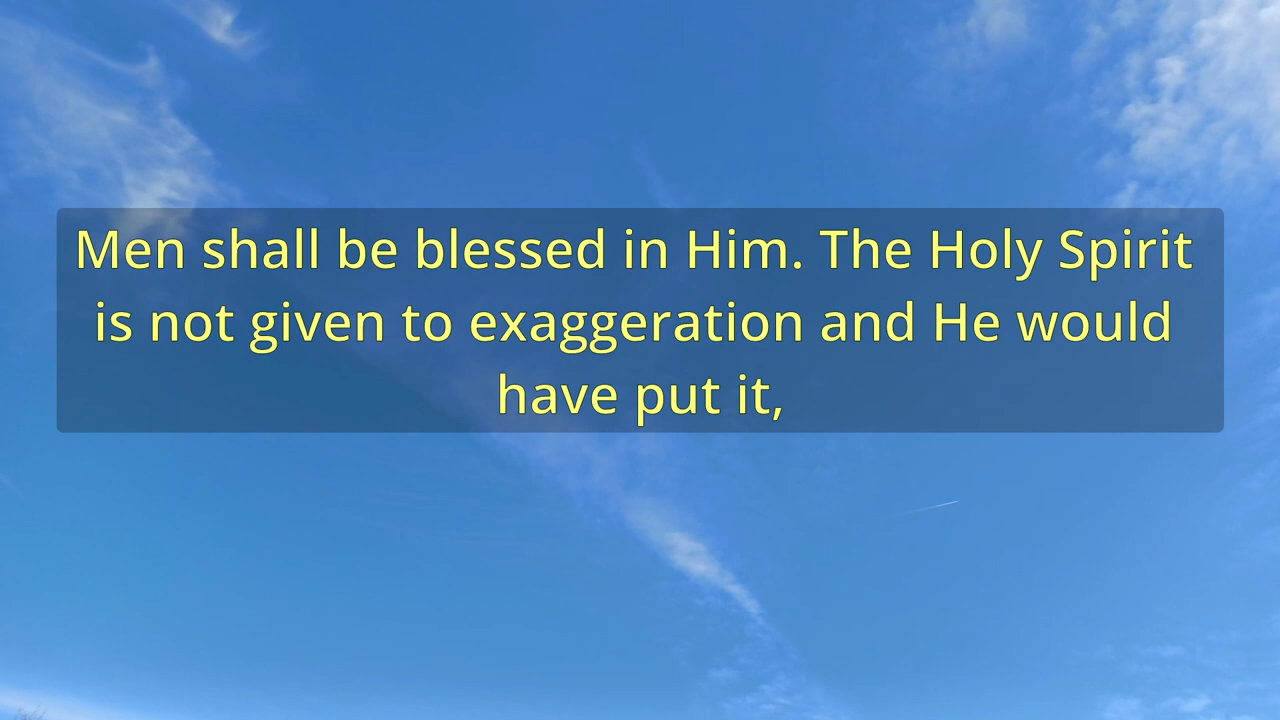 Men shall be blessed in Him. The Holy Spirit
is not given to exaggeration and He would
have put it,